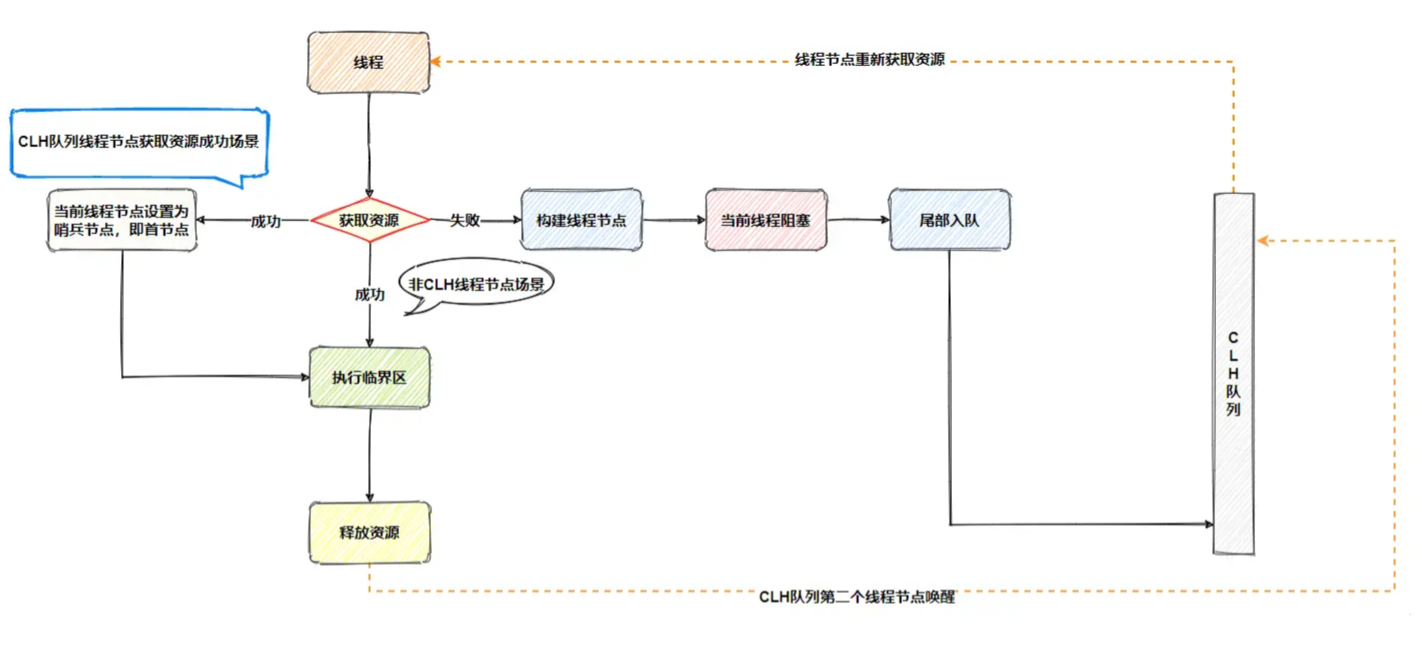 线程
线程节点重新获取资源
CLH队列线程节点获取资源成功场景
当前线程节点设置为
哨兵节点，即首节点
成功
获取资源
失败
构建线程节点
当前线程阻塞
尾部入队
非CLH线程节点场景
成功
执行临界区
C
L
H
队
列
释放资源
CLH队列第二个线程节点唤醒